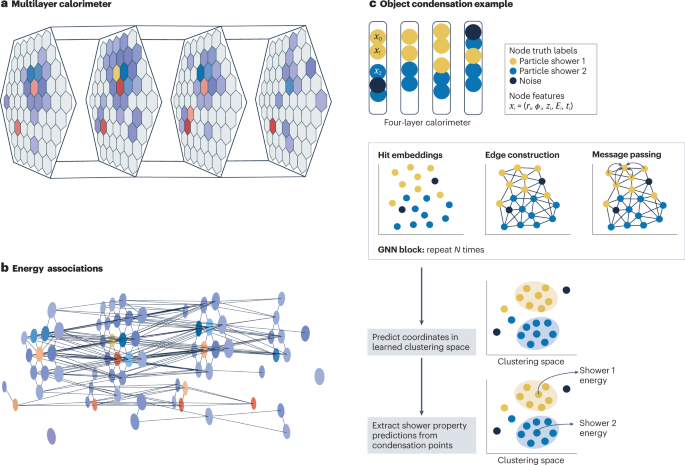 a Multilayer calorimeter
b Energy associations
c Object condensation example
x₀
x₁
x₂
Four-layer calorimeter
Node truth labels
Particle shower 1
Particle shower 2
Noise
Node features
xᵢ = (rᵢ, ϕᵢ, zᵢ, Eᵢ, tᵢ)
Hit embeddings
Edge construction
Message passing
GNN block: repeat N times
Predict coordinates in
learned clustering space
Clustering space
Extract shower property
predictions from
condensation points
Shower 1
energy
Shower 2
energy
Clustering space